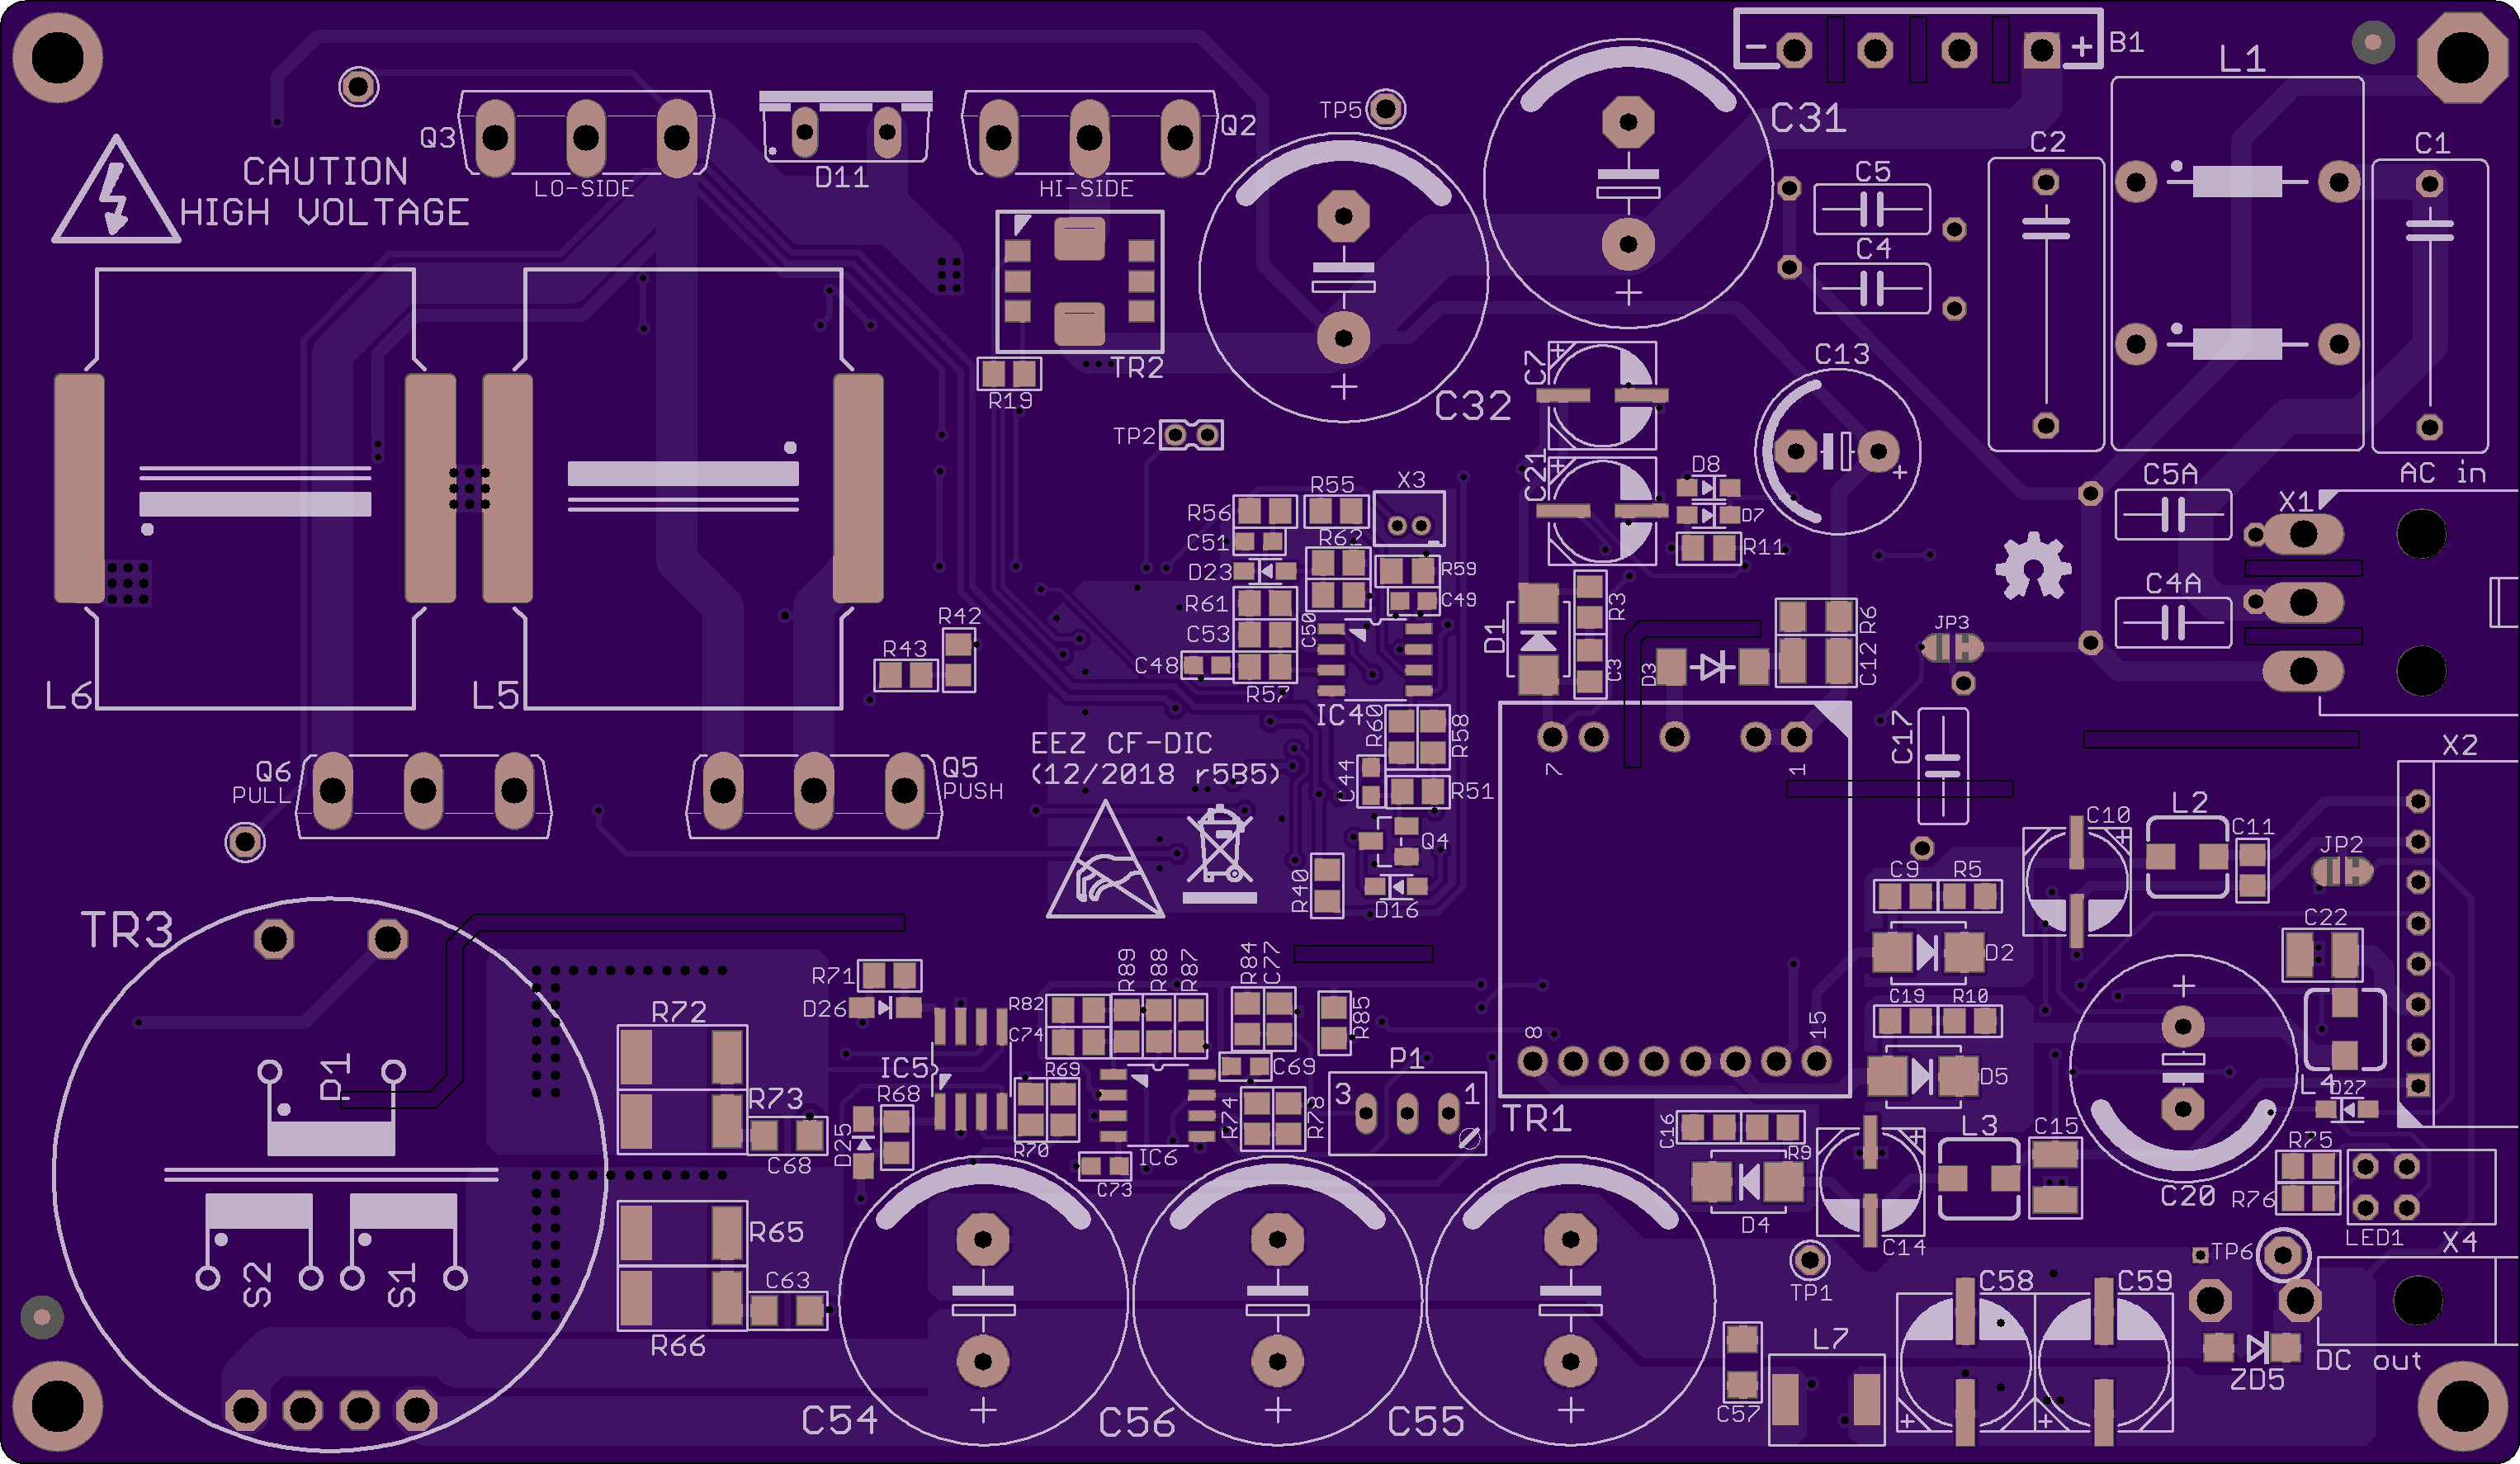 B1
L1
C31
TP5
Q3
Q2
C2
C1
CAUTION
HIGH VOLTAGE
LO-SIDE
D11
HI-SIDE
C5
C4
TR2
R19
C7
C13
C32
TP2
C21
D8
D7
R11
C5A
AC in
X1
R55
X3
R56
C51
R62
D23
R59
R61
C49
C53
C50
C48
R57
IC4
C4A
D1
R3
C3
D3
R6
C12
JP3
R42
R43
L6
L5
R60
R58
C44
R51
C17
X2
7
1
EEZ CF-DIC
(12/2018 r5B5)
Q6
PULL
Q5
PUSH
Q4
R40
D16
C10
L2
C11
JP2
C9
R5
C22
D2
TR3
R71
D26
R89
R88
R87
R84
C77
R82
C74
R85
C19
R10
8
15
R72
IC5
R69
C69
P1
3
1
TR1
D5
L4
D27
P1
R73
R68
D25
C68
R70
R74
R78
IC6
C73
C16
R9
L3
C15
R75
R76
C20
D4
C14
LED1
X4
TP6
S2
S1
R65
C63
R66
TP1
C58
C59
L7
C57
DC out
ZD5
C54
C56
C55